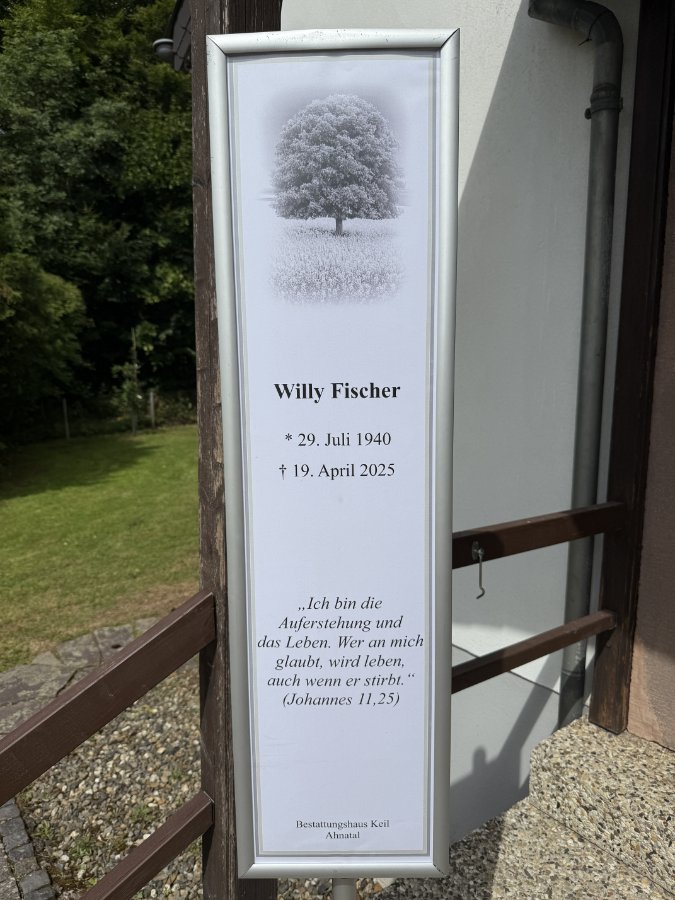 Willy Fischer
* 29. Juli 1940
† 19. April 2025
„Ich bin die
Auferstehung und
das Leben. Wer an mich
glaubt, wird leben,
auch wenn er stirbt.“
(Johannes 11,25)
Bestattungshaus Keil
Ahnatal